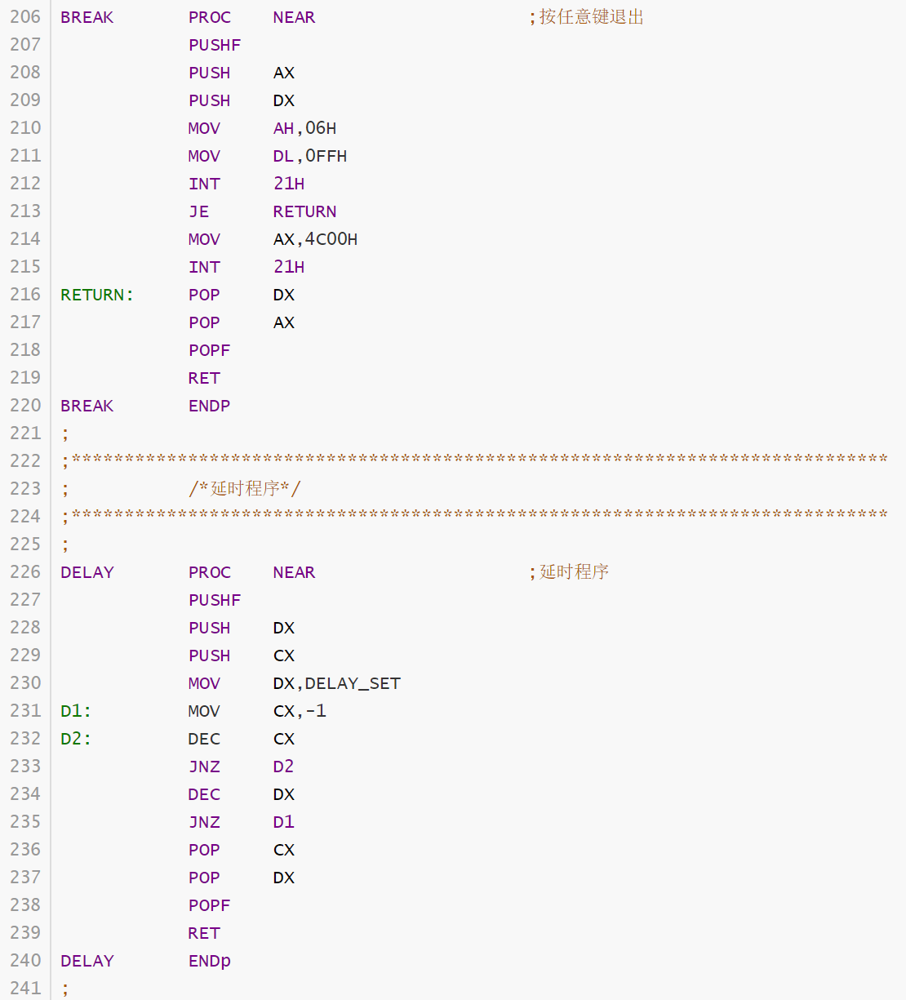 206 BREAK PROC NEAR ;按任意键退出
207 PUSHF
208 PUSH AX
209 PUSH DX
210 MOV AH,06H
211 MOV DL,0FFH
212 INT 21H
213 JE RETURN
214 MOV AX,4C00H
215 INT 21H
216 RETURN: POP DX
217 POP AX
218 POPF
219 RET
220 BREAK ENDP
221 ;
222 ;*****************************************************************************
223 ; /*延时程序*/
224 ;*****************************************************************************
225 ;
226 DELAY PROC NEAR ;延时程序
227 PUSHF
228 PUSH DX
229 PUSH CX
230 MOV DX,DELAY_SET
231 D1: MOV CX,-1
232 D2: DEC CX
233 JNZ D2
234 DEC DX
235 JNZ D1
236 POP CX
237 POP DX
238 POPF
239 RET
240 DELAY ENDp
241 ;